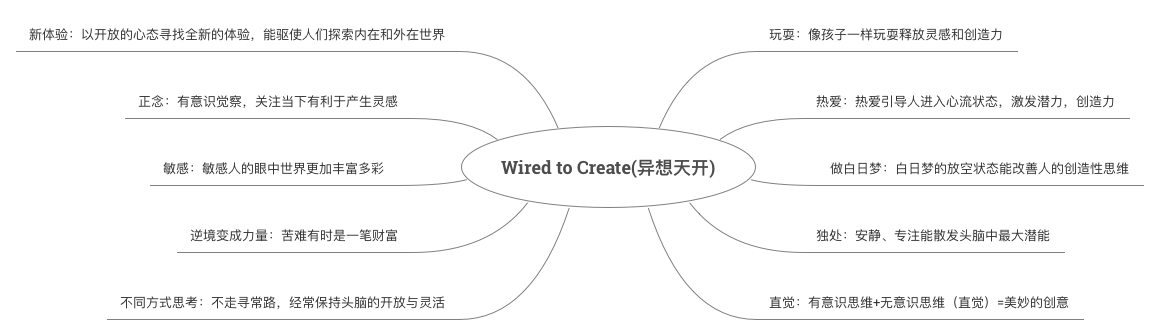 新体验：以开放的心态寻找全新的体验，能驱使人们探索内在和外在世界
玩耍：像孩子一样玩耍释放灵感和创造力
正念：有意识觉察，关注当下有利于产生灵感
热爱：热爱引导人进入心流状态，激发潜力，创造力
敏感：敏感人的眼中世界更加丰富多彩
Wired to Create(异想天开)
做白日梦：白日梦的放空状态能改善人的创造性思维
逆境变成力量：苦难有时是一笔财富
独处：安静、专注能散发头脑中最大潜能
不同方式思考：不走寻常路，经常保持头脑的开放与灵活
直觉：有意识思维+无意识思维（直觉）=美妙的创意